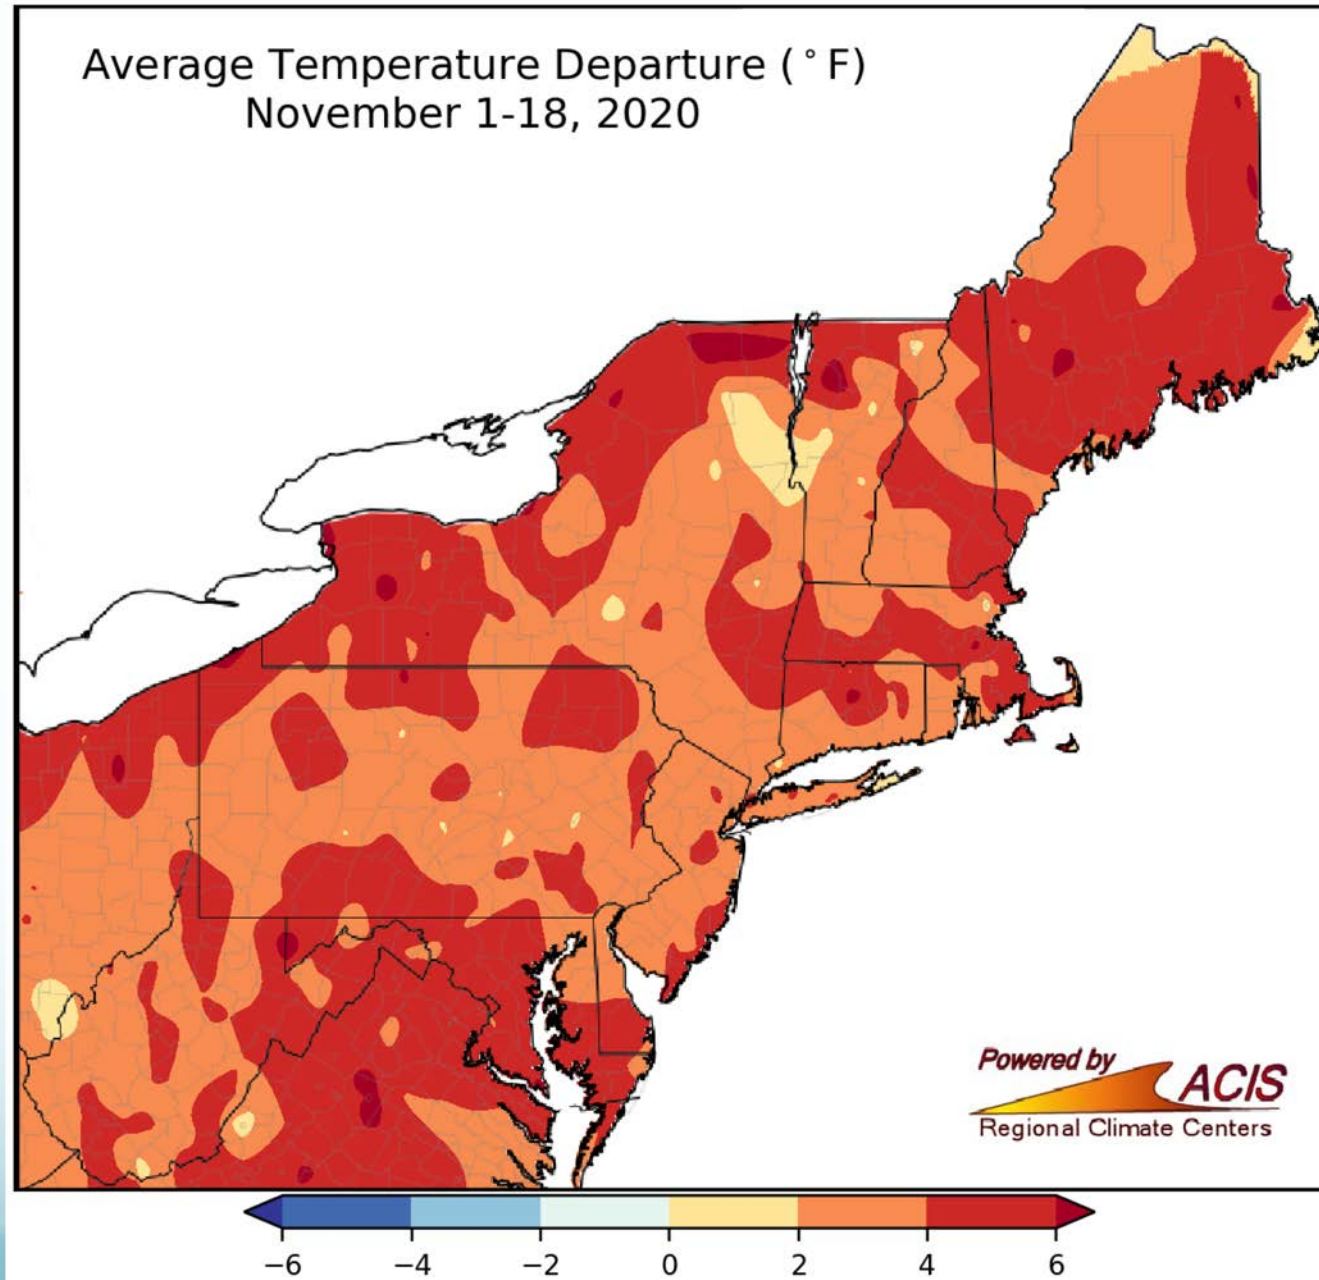 Average Temperature Departure (°F)
November 1-18, 2020
Powered by
ACIS
Regional Climate Centers
−6 −4 −2 0 2 4 6